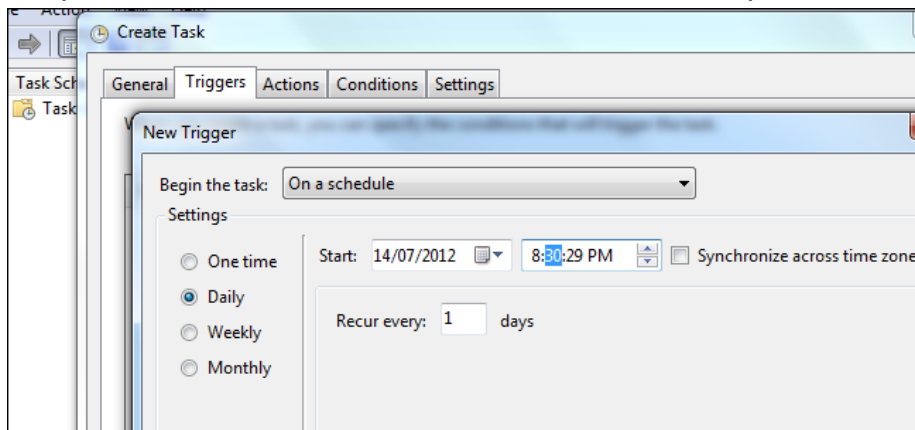 Create Task
Task Sch
General Triggers Actions Conditions Settings
Task
New Trigger
Begin the task: On a schedule
Settings
One time
Start: 14/07/2012 8:30:29 PM Synchronize across time zone
Daily
Recur every: 1 days
Weekly
Monthly